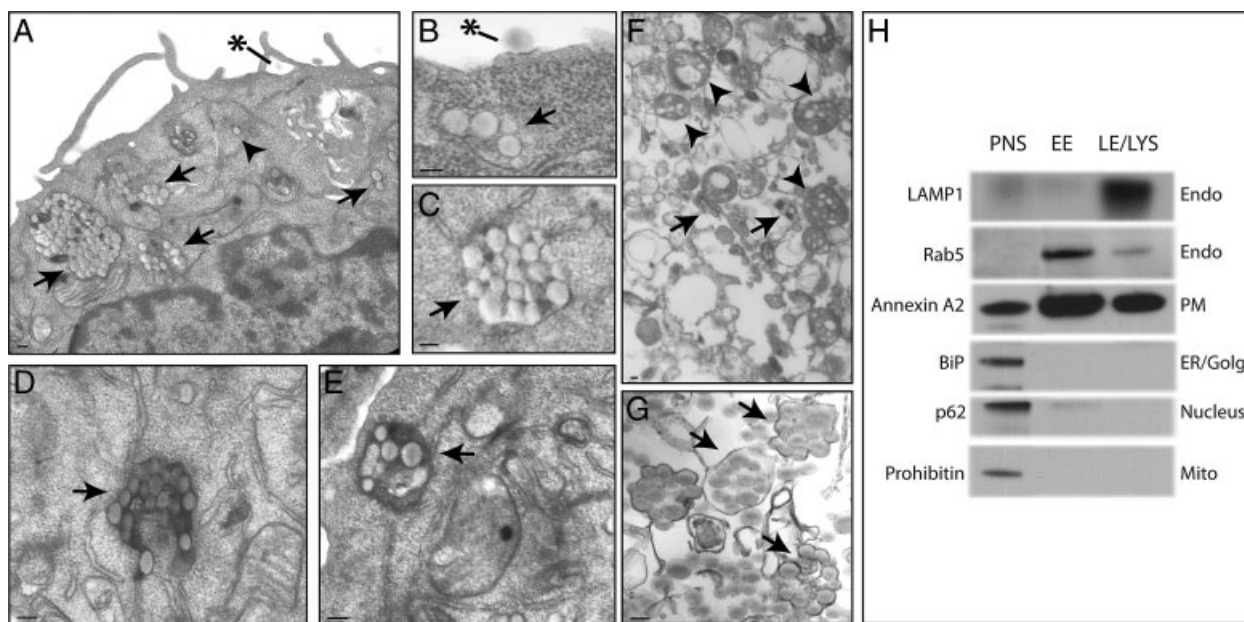 A
*
B
*
C
D
E
F
G
H
PNS EE LE/LYS
LAMP1 Endo
Rab5 Endo
Annexin A2 PM
BiP ER/Golg
p62 Nucleus
Prohibitin Mito